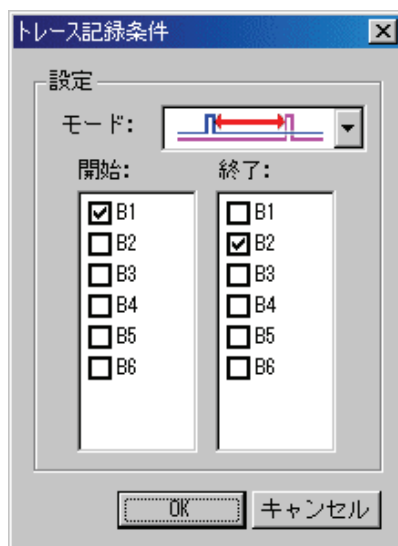 トレース記録条件
設定
モード:
開始: 終了:
B1 B1
B2 B2
B3 B3
B4 B4
B5 B5
B6 B6
OK キャンセル